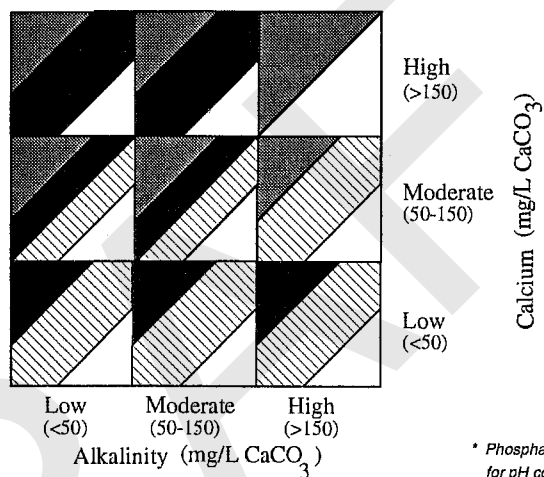 High
(>150)
Moderate
(50-150)
Low
(<50)
Calcium (mg/L CaCO3)
Low
(<50)
Moderate
(50-150)
High
(>150)
Alkalinity (mg/L CaCO3)
* Phospha
for pH co